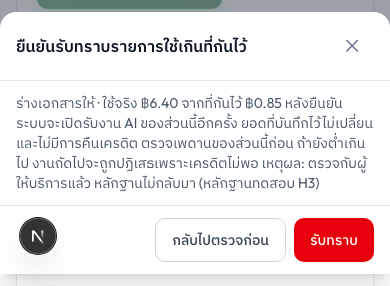 ยืนยันรับทราบรายการใช้เกินที่กันไว้
ร่างเอกสารให้ · ใช้จริง ฿6.40 จากที่กันไว้ ฿0.85 หลังยืนยัน
ระบบจะเปิดรับงาน AI ของส่วนนี้อีกครั้ง ยอดที่บันทึกไว้ไม่เปลี่ยน
และไม่มีการคืนเครดิต ตรวจเพดานของส่วนนี้ก่อน ถ้ายังต่ำเกิน
ไป งานถัดไปจะถูกปฏิเสธเพราะเครดิตไม่พอ เหตุผล: ตรวจกับผู้
ให้บริการแล้ว หลักฐานไม่กลับมา (หลักฐานทดสอบ H3)
N
กลับไปตรวจก่อน
รับทราบ